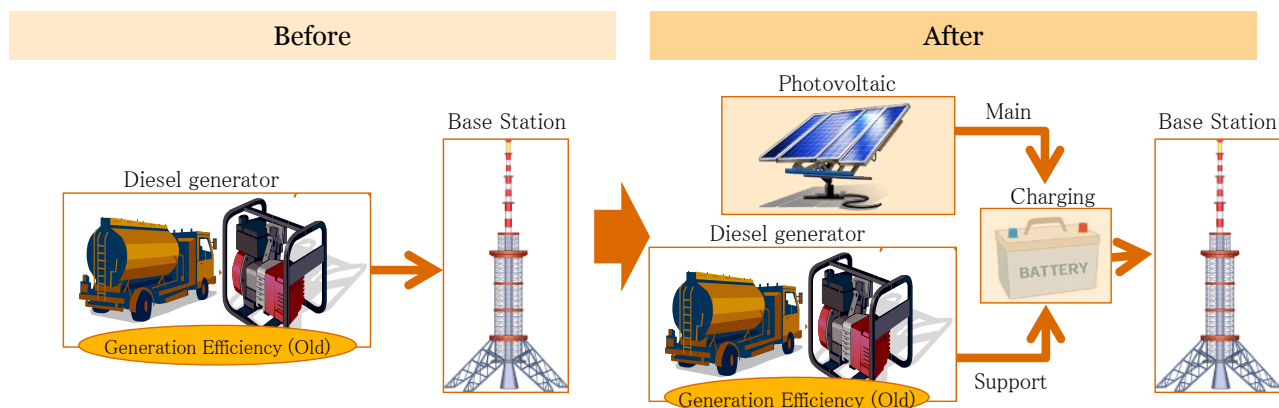 Before
Diesel generator
Generation Efficiency (Old)
Base Station
After
Photovoltaic
Main
Diesel generator
Generation Efficiency (Old)
Support
Charging
BATTERY
Base Station